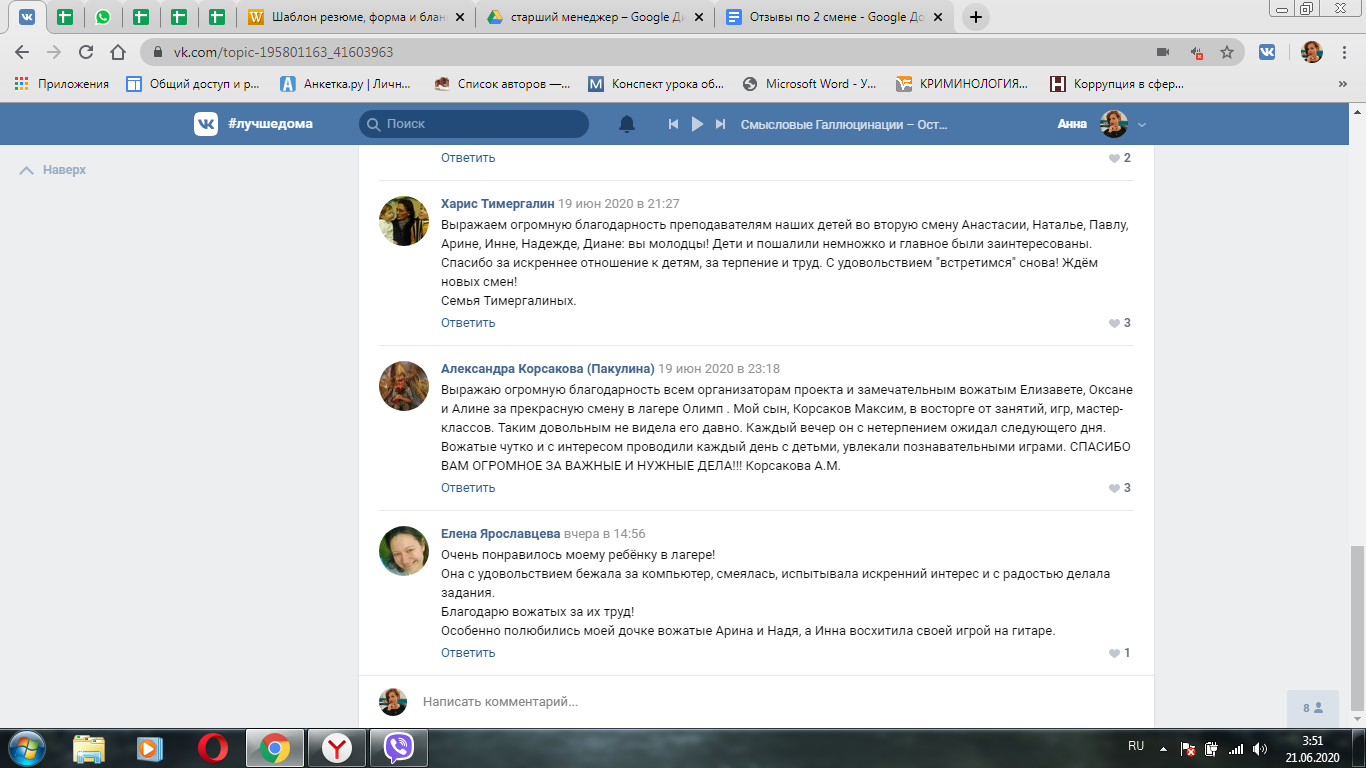 Шаблон резюме, форма и блан
старший менеджер – Google Ди
Отзывы по 2 смене - Google До
vk.com/topic-195801163_41603963
Приложения
Общий доступ и р...
Анкетка.ру | Личн...
Список авторов —...
Конспект урока об...
Microsoft Word - У...
КРИМИНОЛОГИЯ...
Коррупция в сфер...
#лучшедома
Поиск
Смысловые Галлюцинации – Ост...
Анна
Наверх
Ответить
2
Харис Тимергалин 19 июн 2020 в 21:27
Выражаем огромную благодарность преподавателям наших детей во вторую смену Анастасии, Наталье, Павлу,
Арине, Инне, Надежде, Диане: вы молодцы! Дети и пошалили немножко и главное были заинтересованы.
Спасибо за искреннее отношение к детям, за терпение и труд. С удовольствием "встретимся" снова! Ждём
новых смен!
Семья Тимергалиных.
Ответить
3
Александра Корсакова (Пакулина) 19 июн 2020 в 23:18
Выражаю огромную благодарность всем организаторам проекта и замечательным вожатым Елизавете, Оксане
и Алине за прекрасную смену в лагере Олимп . Мой сын, Корсаков Максим, в восторге от занятий, игр, мастер-
классов. Таким довольным не видела его давно. Каждый вечер он с нетерпением ожидал следующего дня.
Вожатые чутко и с интересом проводили каждый день с детьми, увлекали познавательными играми. СПАСИБО
ВАМ ОГРОМНОЕ ЗА ВАЖНЫЕ И НУЖНЫЕ ДЕЛА!!! Корсакова А.М.
Ответить
3
Елена Ярославцева вчера в 14:56
Очень понравилось моему ребёнку в лагере!
Она с удовольствием бежала за компьютер, смеялась, испытывала искренний интерес и с радостью делала
задания.
Благодарю вожатых за их труд!
Особенно полюбились моей дочке вожатые Арина и Надя, а Инна восхитила своей игрой на гитаре.
Ответить
1
Написать комментарий...
8
RU
3:51
21.06.2020